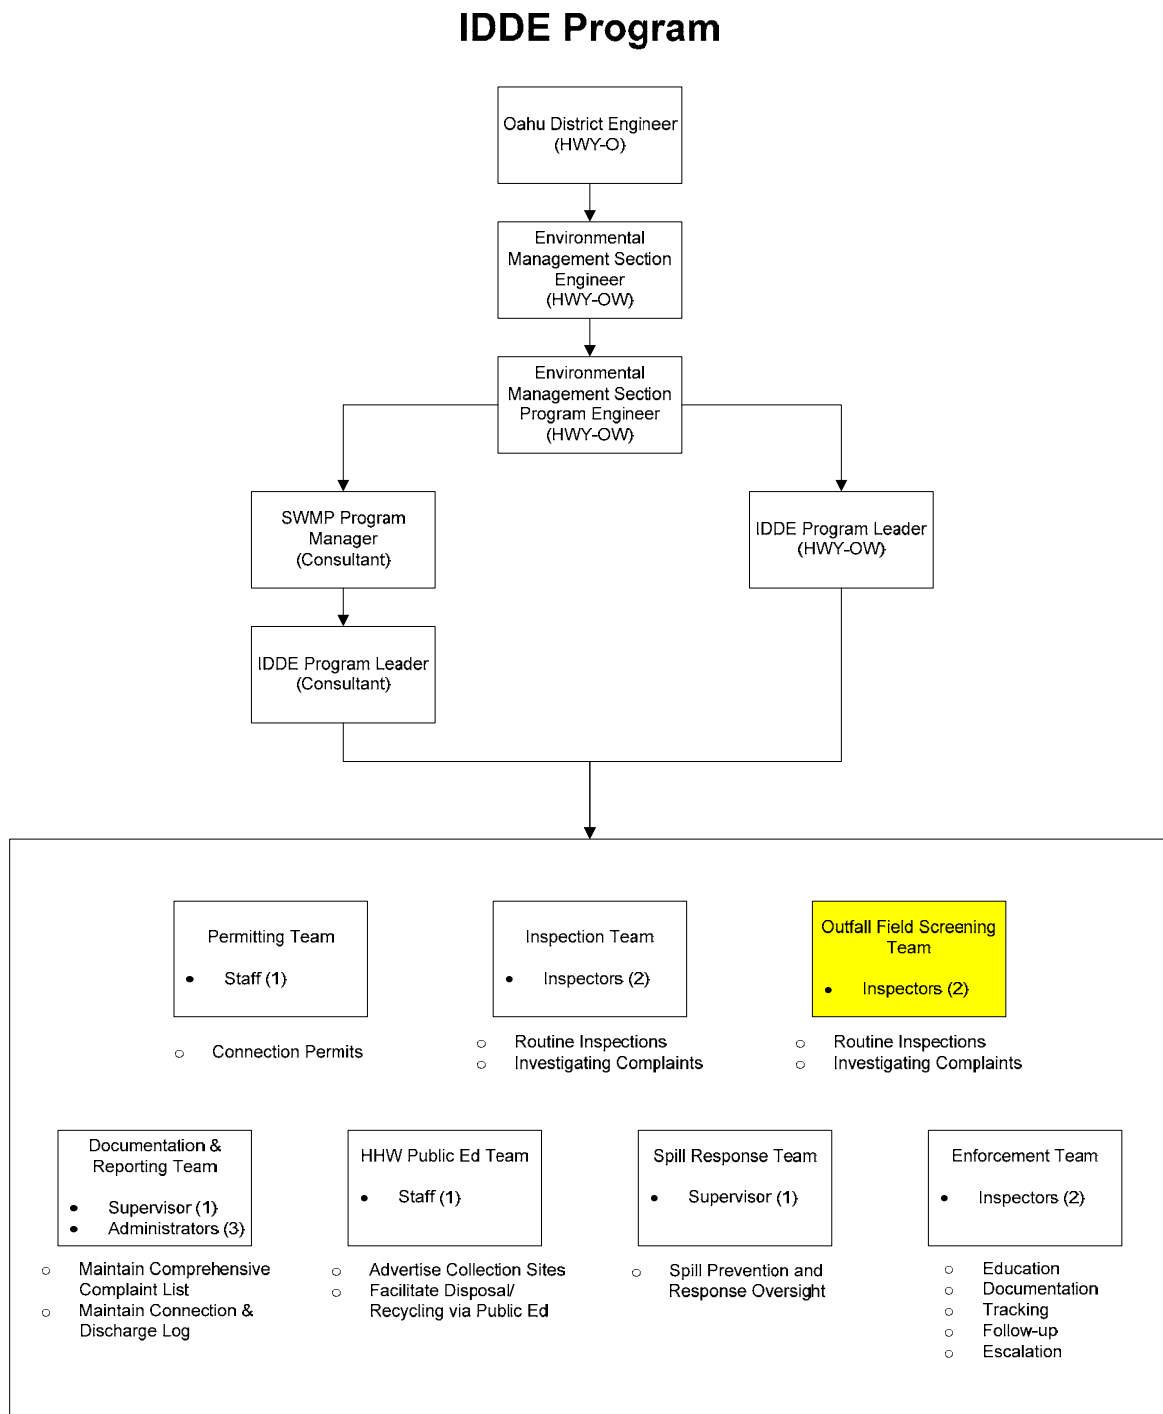 IDDE Program
Oahu District Engineer
(HWY-O)
Environmental
Management Section
Engineer
(HWY-OW)
Environmental
Management Section
Program Engineer
(HWY-OW)
SWMP Program
Manager
(Consultant)
IDDE Program Leader
(HWY-OW)
IDDE Program Leader
(Consultant)
Permitting Team
• Staff (1)
○ Connection Permits
Inspection Team
• Inspectors (2)
○ Routine Inspections
○ Investigating Complaints
Outfall Field Screening
Team
• Inspectors (2)
○ Routine Inspections
○ Investigating Complaints
Documentation &
Reporting Team
• Supervisor (1)
• Administrators (3)
○ Maintain Comprehensive
Complaint List
○ Maintain Connection &
Discharge Log
HHW Public Ed Team
• Staff (1)
○ Advertise Collection Sites
○ Facilitate Disposal/
Recycling via Public Ed
Spill Response Team
• Supervisor (1)
○ Spill Prevention and
Response Oversight
Enforcement Team
• Inspectors (2)
○ Education
○ Documentation
○ Tracking
○ Follow-up
○ Escalation